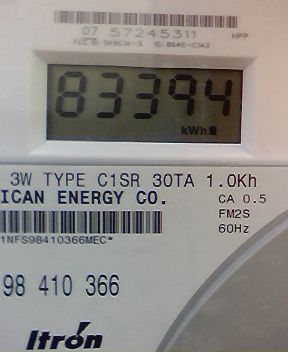 07 57245311 HPP
83394
kWh
3W TYPE C1SR 30TA 1.0Kh
ICAN ENERGY CO. CA 0.5
FM2S
1NFS98410366MEC* 60Hz
98 410 366
Itron